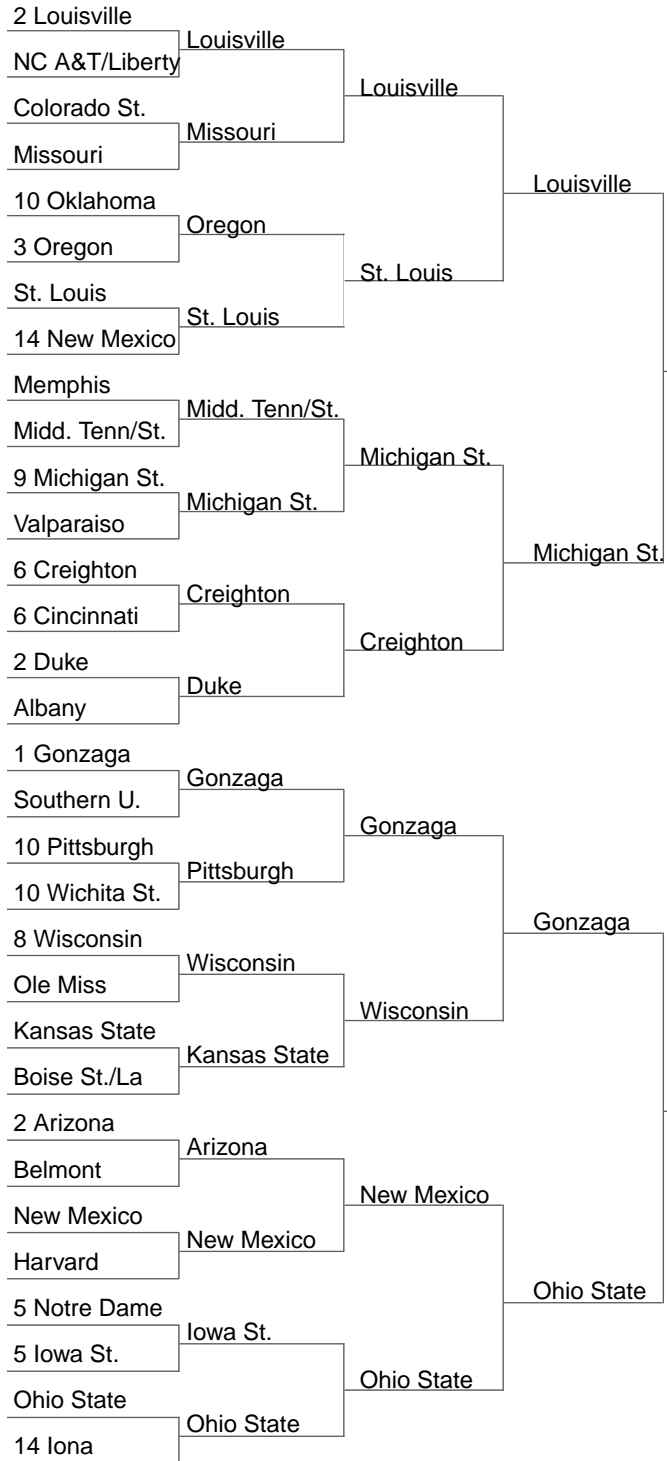 2 Louisville
NC A&T/Liberty
Colorado St.
Missouri
10 Oklahoma
3 Oregon
St. Louis
14 New Mexico
Memphis
Midd. Tenn/St.
9 Michigan St.
Valparaiso
6 Creighton
6 Cincinnati
2 Duke
Albany
1 Gonzaga
Southern U.
10 Pittsburgh
10 Wichita St.
8 Wisconsin
Ole Miss
Kansas State
Boise St./La
2 Arizona
Belmont
New Mexico
Harvard
5 Notre Dame
5 Iowa St.
Ohio State
14 Iona
Louisville
Missouri
Oregon
St. Louis
Midd. Tenn/St.
Michigan St.
Creighton
Duke
Gonzaga
Pittsburgh
Wisconsin
Kansas State
Arizona
New Mexico
Iowa St.
Ohio State
Louisville
St. Louis
Michigan St.
Creighton
Gonzaga
Wisconsin
New Mexico
Ohio State
Louisville
Michigan St.
Gonzaga
Ohio State